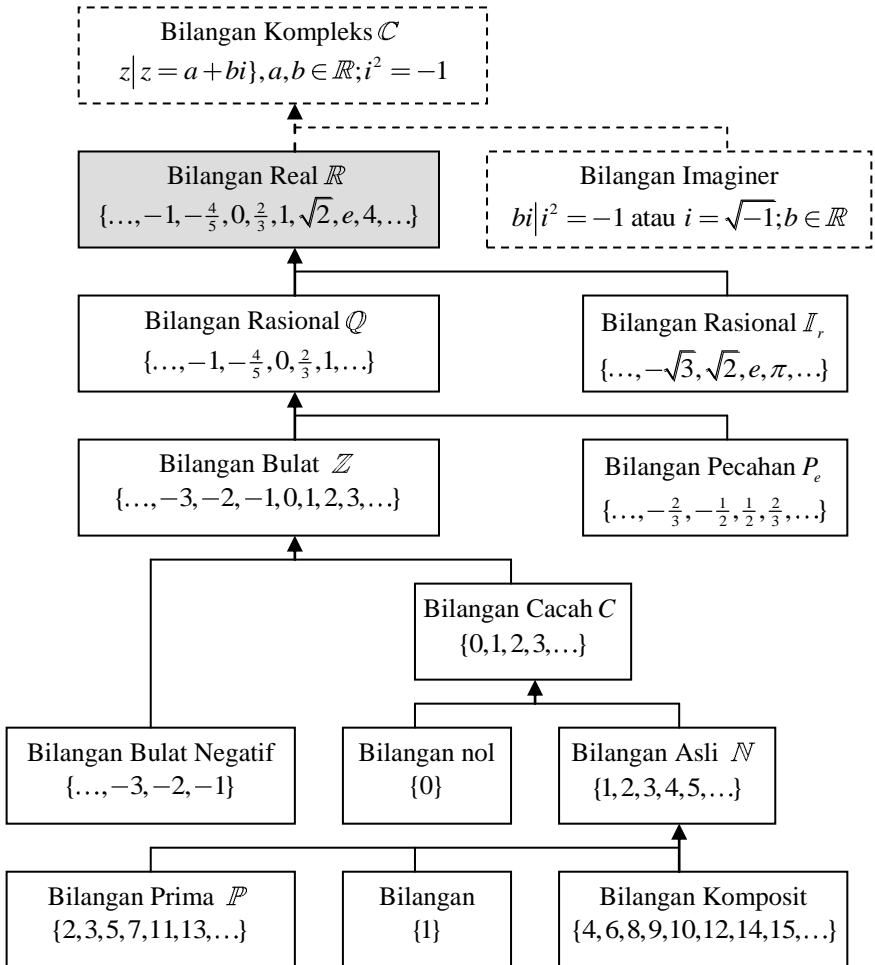 Bilangan Kompleks ℂ
z|z = a + bi},a,b ∈ ℝ;i² = −1
Bilangan Real ℝ
{…,−1,−4/5,0,2/3,1,√2,e,4,…}
Bilangan Imaginer
bi|i² = −1 atau i = √−1;b ∈ ℝ
Bilangan Rasional ℚ
{…,−1,−4/5,0,2/3,1,…}
Bilangan Rasional 𝕀ᵣ
{…,−√3,√2,e,π,…}
Bilangan Bulat ℤ
{…,−3,−2,−1,0,1,2,3,…}
Bilangan Pecahan Pₑ
{…,−2/3,−1/2,1/2,2/3,…}
Bilangan Cacah C
{0,1,2,3,…}
Bilangan Bulat Negatif
{…,−3,−2,−1}
Bilangan nol
{0}
Bilangan Asli ℕ
{1,2,3,4,5,…}
Bilangan Prima ℙ
{2,3,5,7,11,13,…}
Bilangan
{1}
Bilangan Komposit
{4,6,8,9,10,12,14,15,…}